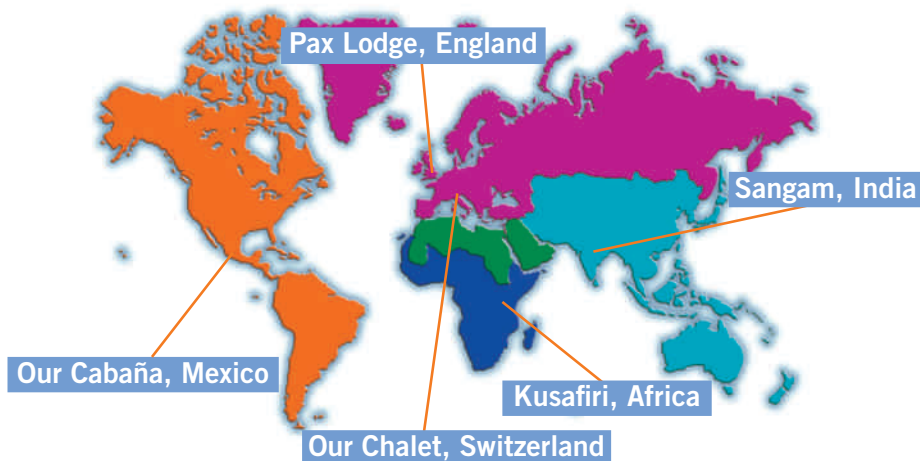 Pax Lodge, England
Sangam, India
Our Cabaña, Mexico
Kusafiri, Africa
Our Chalet, Switzerland